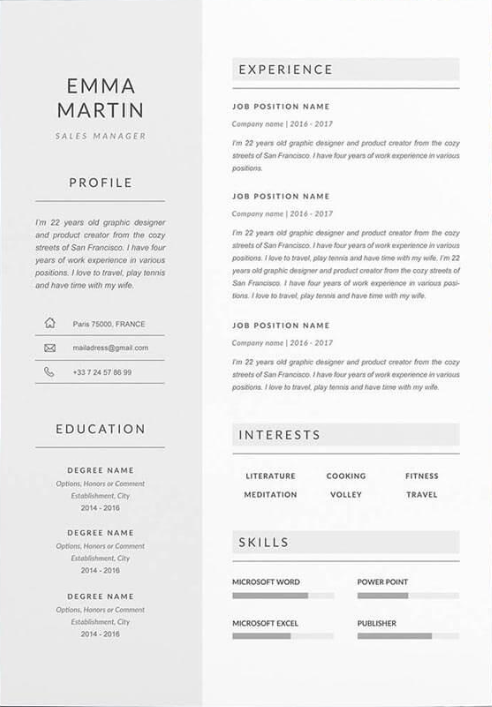 EMMA
MARTIN
SALES MANAGER
PROFILE
I'm 22 years old graphic designer
and product creator from the cozy
streets of San Francisco. I have four
years of work experience in various
positions. I love to travel, play tennis
and have time with my wife.
Paris 75000, FRANCE
mailadress@gmail.com
+33 7 24 57 86 99
EDUCATION
DEGREE NAME
Options, Honors or Comment
Establishment, City
2014 - 2016
DEGREE NAME
Options, Honors or Comment
Establishment, City
2014 - 2016
DEGREE NAME
Options, Honors or Comment
Establishment, City
2014 - 2016
EXPERIENCE
JOB POSITION NAME
Company name | 2016 - 2017
I'm 22 years old graphic designer and product creator from the cozy
streets of San Francisco. I have four years of work experience in various
positions.
JOB POSITION NAME
Company name | 2016 - 2017
I'm 22 years old graphic designer and product creator from the cozy
streets of San Francisco. I have four years of work experience in various
positions. I love to travel, play tennis and have time with my wife. I'm 22
years old graphic designer and product creator from the cozy streets of
San Francisco. I have four years of work experience in various posi-
tions. I love to travel, play tennis and have time with my wife.
JOB POSITION NAME
Company name | 2016 - 2017
I'm 22 years old graphic designer and product creator from the cozy
streets of San Francisco. I have four years of work experience in various
positions. I love to travel, play tennis and have time with my wife.
INTERESTS
LITERATURE COOKING FITNESS
MEDITATION VOLLEY TRAVEL
SKILLS
MICROSOFT WORD POWER POINT
MICROSOFT EXCEL PUBLISHER